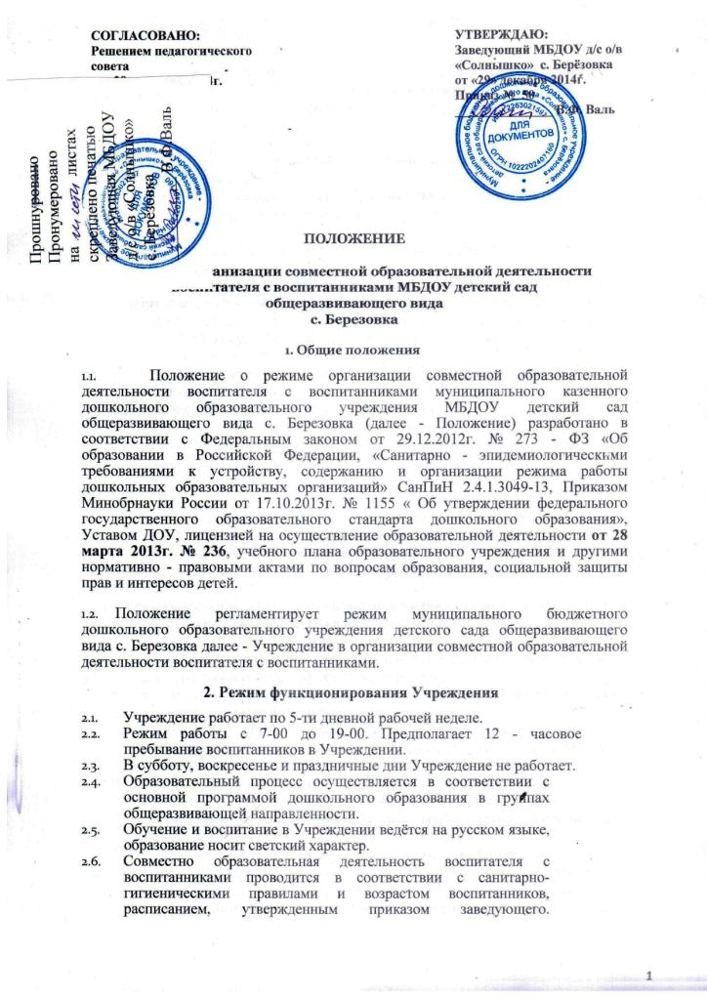 СОГЛАСОВАНО:
Решением педагогического
совета
г.
УТВЕРЖДАЮ:
Заведующий МБДОУ д/с о/в
«Солнышко» с. Берёзовка
от «29» декабря 2014г.
Приказ № 50
В.Ф. Валь
ДЛЯ
ДОКУМЕНТОВ
ОГРН 1022202407160
Прошнуровано
Пронумеровано
на листах
скреплено печатью
Заведующий МБДОУ
д/с о/в «Солнышко»
с. Берёзовка
В.Ф.Валь
ПОЛОЖЕНИЕ
анизации совместной образовательной деятельности
воспитателя с воспитанниками МБДОУ детский сад
общеразвивающего вида
с. Березовка
1. Общие положения
1.1. Положение о режиме организации совместной образовательной
деятельности воспитателя с воспитанниками муниципального казенного
дошкольного образовательного учреждения МБДОУ детский сад
общеразвивающего вида с. Березовка (далее - Положение) разработано в
соответствии с Федеральным законом от 29.12.2012г. № 273 - ФЗ «Об
образовании в Российской Федерации, «Санитарно - эпидемиологическими
требованиями к устройству, содержанию и организации режима работы
дошкольных образовательных организаций» СанПиН 2.4.1.3049-13, Приказом
Минобрнауки России от 17.10.2013г. № 1155 « Об утверждении федерального
государственного образовательного стандарта дошкольного образования»,
Уставом ДОУ, лицензией на осуществление образовательной деятельности от 28
марта 2013г. № 236, учебного плана образовательного учреждения и другими
нормативно - правовыми актами по вопросам образования, социальной защиты
прав и интересов детей.
1.2. Положение регламентирует режим муниципального бюджетного
дошкольного образовательного учреждения детского сада общеразвивающего
вида с. Березовка далее - Учреждение в организации совместной образовательной
деятельности воспитателя с воспитанниками.
2. Режим функционирования Учреждения
2.1. Учреждение работает по 5-ти дневной рабочей неделе.
2.2. Режим работы с 7-00 до 19-00. Предполагает 12 - часовое
пребывание воспитанников в Учреждении.
2.3. В субботу, воскресенье и праздничные дни Учреждение не работает.
2.4. Образовательный процесс осуществляется в соответствии с
основной программой дошкольного образования в группах
общеразвивающей направленности.
2.5. Обучение и воспитание в Учреждении ведётся на русском языке,
образование носит светский характер.
2.6. Совместно образовательная деятельность воспитателя с
воспитанниками проводится в соответствии с санитарно-
гигиеническими правилами и возрастом воспитанников,
расписанием, утвержденным приказом заведующего.
1